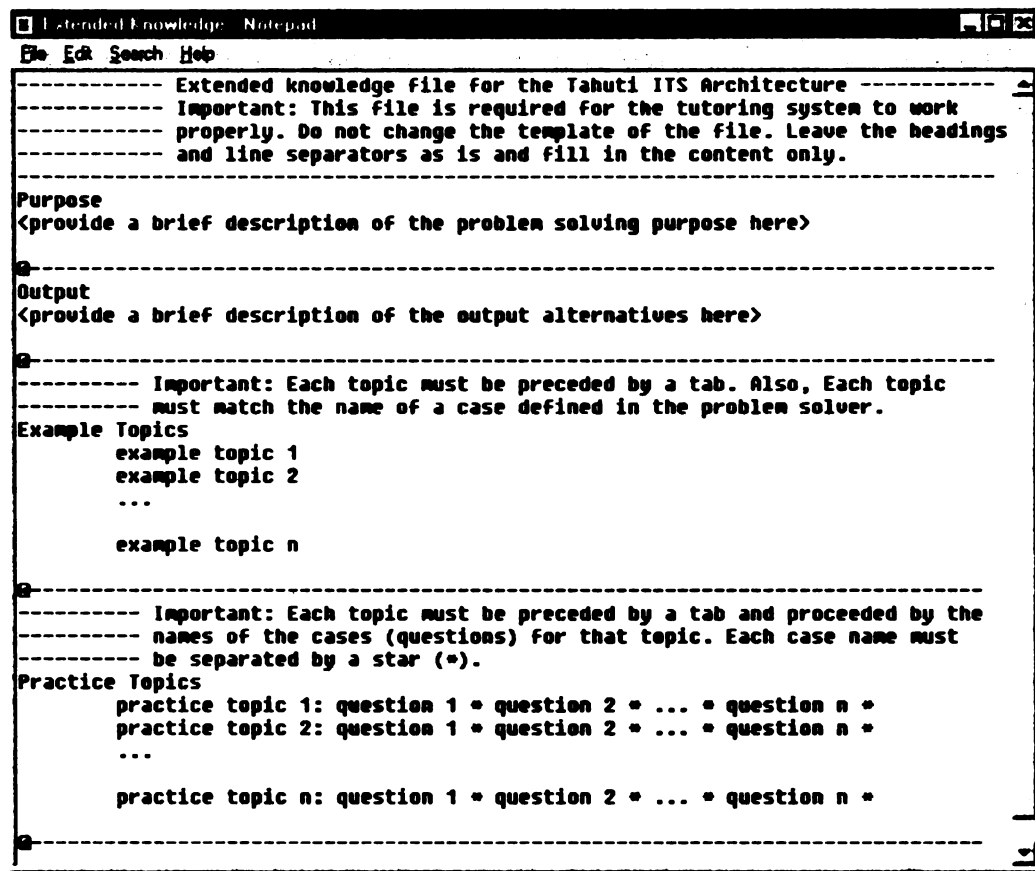 Extended Knowledge - Notepad
File Edit Search Help
------------- Extended knowledge file for the Tahuti ITS Architecture ------------
------------- Important: This file is required for the tutoring system to work
------------- properly. Do not change the template of the file. Leave the headings
------------- and line separators as is and fill in the content only.
---------------------------------------------------------------------------------------
Purpose
<provide a brief description of the problem solving purpose here>
@--------------------------------------------------------------------------------------
Output
<provide a brief description of the output alternatives here>
@--------------------------------------------------------------------------------------
---------- Important: Each topic must be preceded by a tab. Also, Each topic
---------- must match the name of a case defined in the problem solver.
Example Topics
example topic 1
example topic 2
...
example topic n
@-------------------------------------------------------------------------------------
---------- Important: Each topic must be preceded by a tab and proceeded by the
---------- names of the cases (questions) for that topic. Each case name must
---------- be separated by a star (*).
Practice Topics
practice topic 1: question 1 * question 2 * ... * question n *
practice topic 2: question 1 * question 2 * ... * question n *
...
practice topic n: question 1 * question 2 * ... * question n *
@-------------------------------------------------------------------------------------